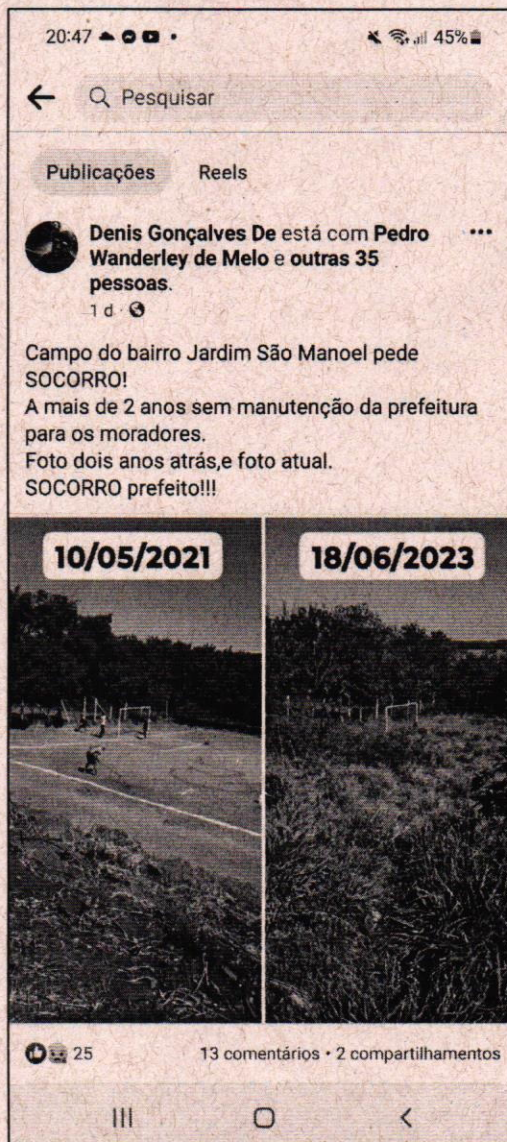 20:47
45%
Pesquisar
Publicações Reels
Denis Gonçalves De está com Pedro
Wanderley de Melo e outras 35
pessoas.
1 d
Campo do bairro Jardim São Manoel pede
SOCORRO!
A mais de 2 anos sem manutenção da prefeitura
para os moradores.
Foto dois anos atrás,e foto atual.
SOCORRO prefeito!!!
10/05/2021
18/06/2023
25
13 comentários • 2 compartilhamentos